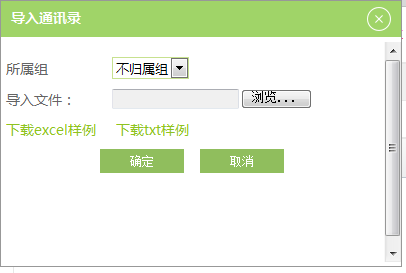 导入通讯录
所属组 不归属组
导入文件： 浏览...
下载excel样例 下载txt样例
确定 取消